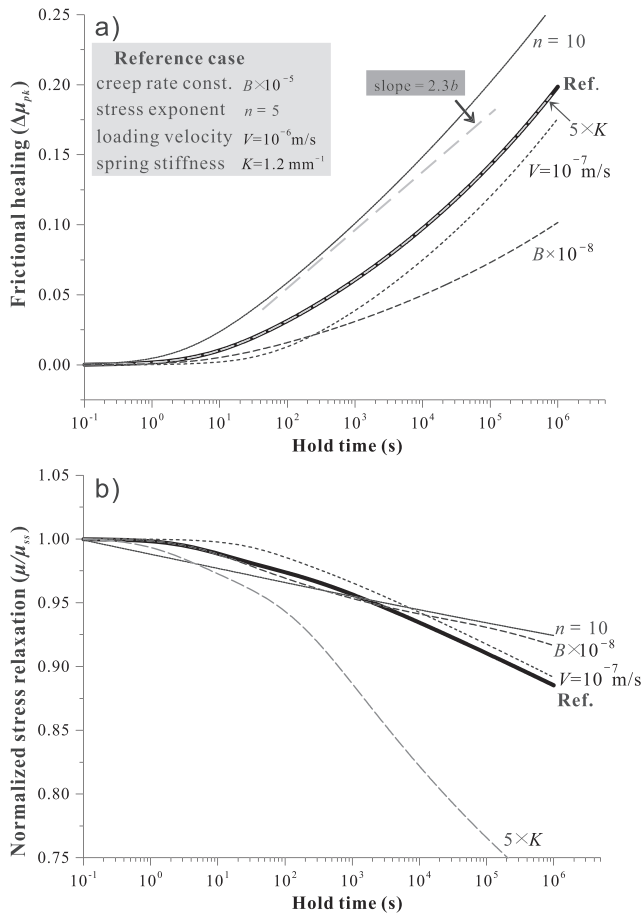 a)
Reference case
creep rate const. B×10⁻⁵
stress exponent n = 5
loading velocity V=10⁻⁶m/s
spring stiffness K=1.2 mm⁻¹
slope = 2.3b
n = 10
Ref.
5×K
V=10⁻⁷m/s
B×10⁻⁸
Frictional healing (Δμpk)
0.20
0.15
0.10
0.05
0.00
10⁻¹ 10⁰ 10¹ 10² 10³ 10⁴ 10⁵ 10⁶
Hold time (s)
b)
Normalized stress relaxation (μ/μss)
1.05
1.00
0.95
0.90
0.85
0.80
0.75
n = 10
B×10⁻⁸
V=10⁻⁷m/s
Ref.
5×K
10⁻¹ 10⁰ 10¹ 10² 10³ 10⁴ 10⁵ 10⁶
Hold time (s)